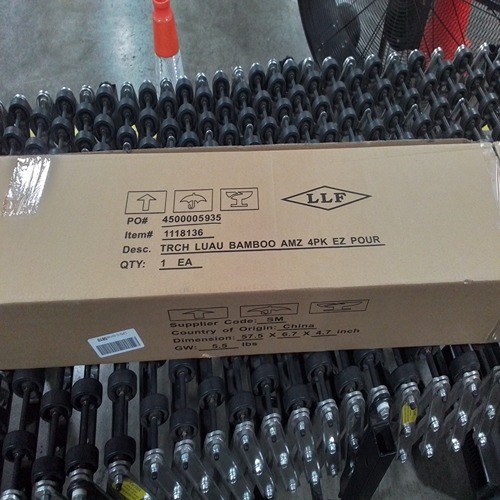 LLF
PO# 4500005935
Item# 1118136
Desc. TRCH LUAU BAMBOO AMZ 4PK EZ POUR
QTY: 1 EA
Supplier Code: SM
Country of Origin: China
Dimension: 57.5 X 6.7 X 4.7 inch
GW: 5.5 lbs